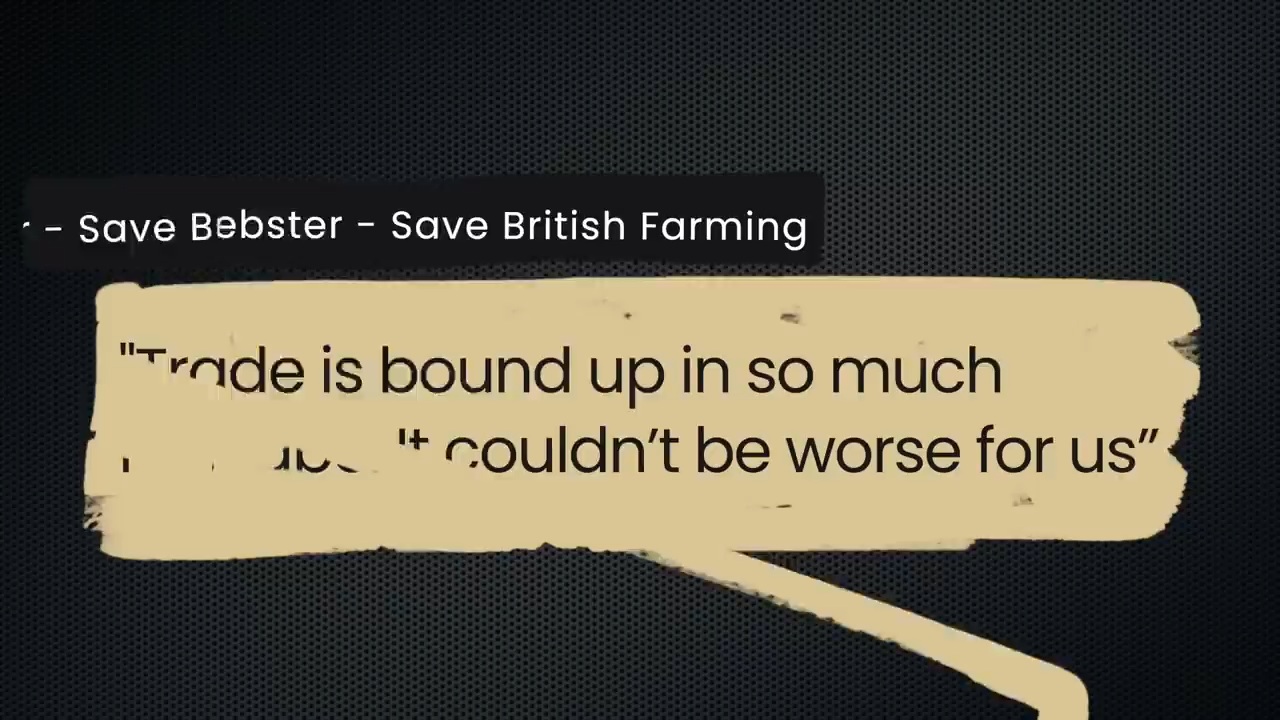 - Save Bebster - Save British Farming
"Trade is bound up in so much
couldn’t be worse for us”